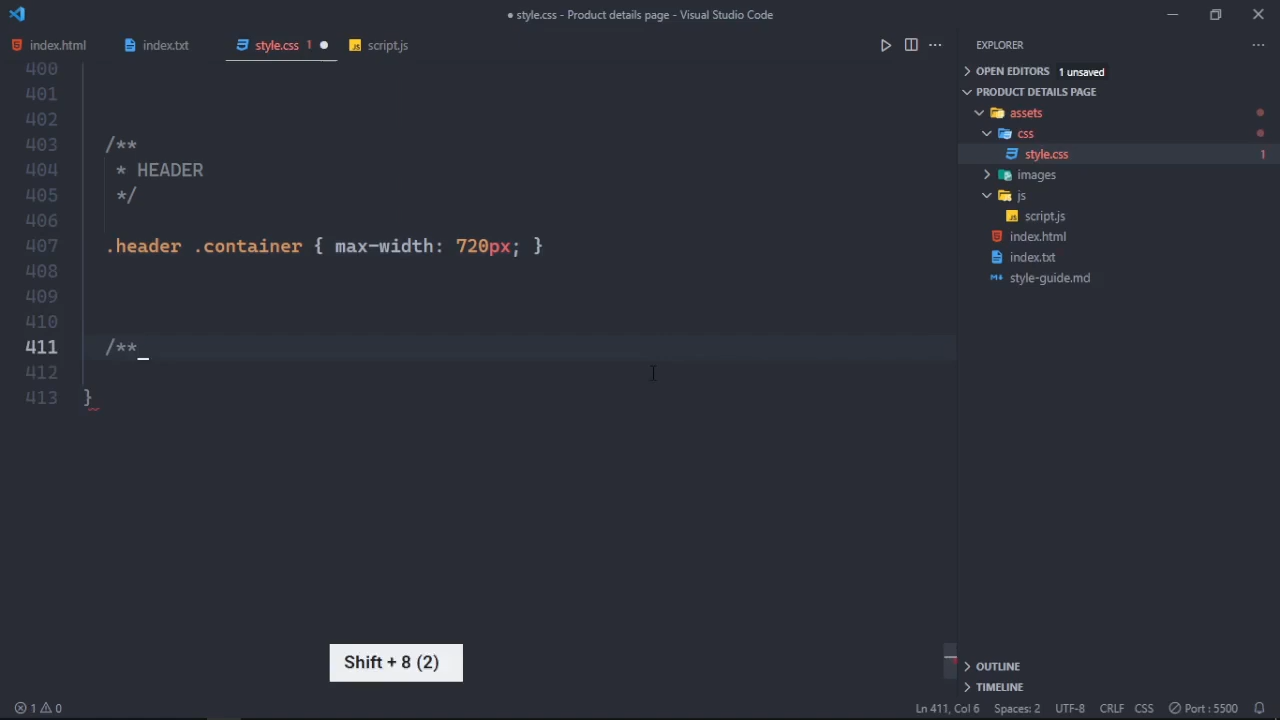 ● style.css - Product details page - Visual Studio Code
index.html
index.txt
style.css 1 ●
script.js
EXPLORER
OPEN EDITORS 1 unsaved
PRODUCT DETAILS PAGE
assets
css
style.css 1
images
js
script.js
index.html
index.txt
style-guide.md
OUTLINE
TIMELINE
400
401
402
403 /**
404 * HEADER
405 */
406
407 .header .container { max-width: 720px; }
408
409
410
411 /**
412
413 }
Shift + 8 (2)
1 0
Ln 411, Col 6 Spaces: 2 UTF-8 CRLF CSS Port : 5500